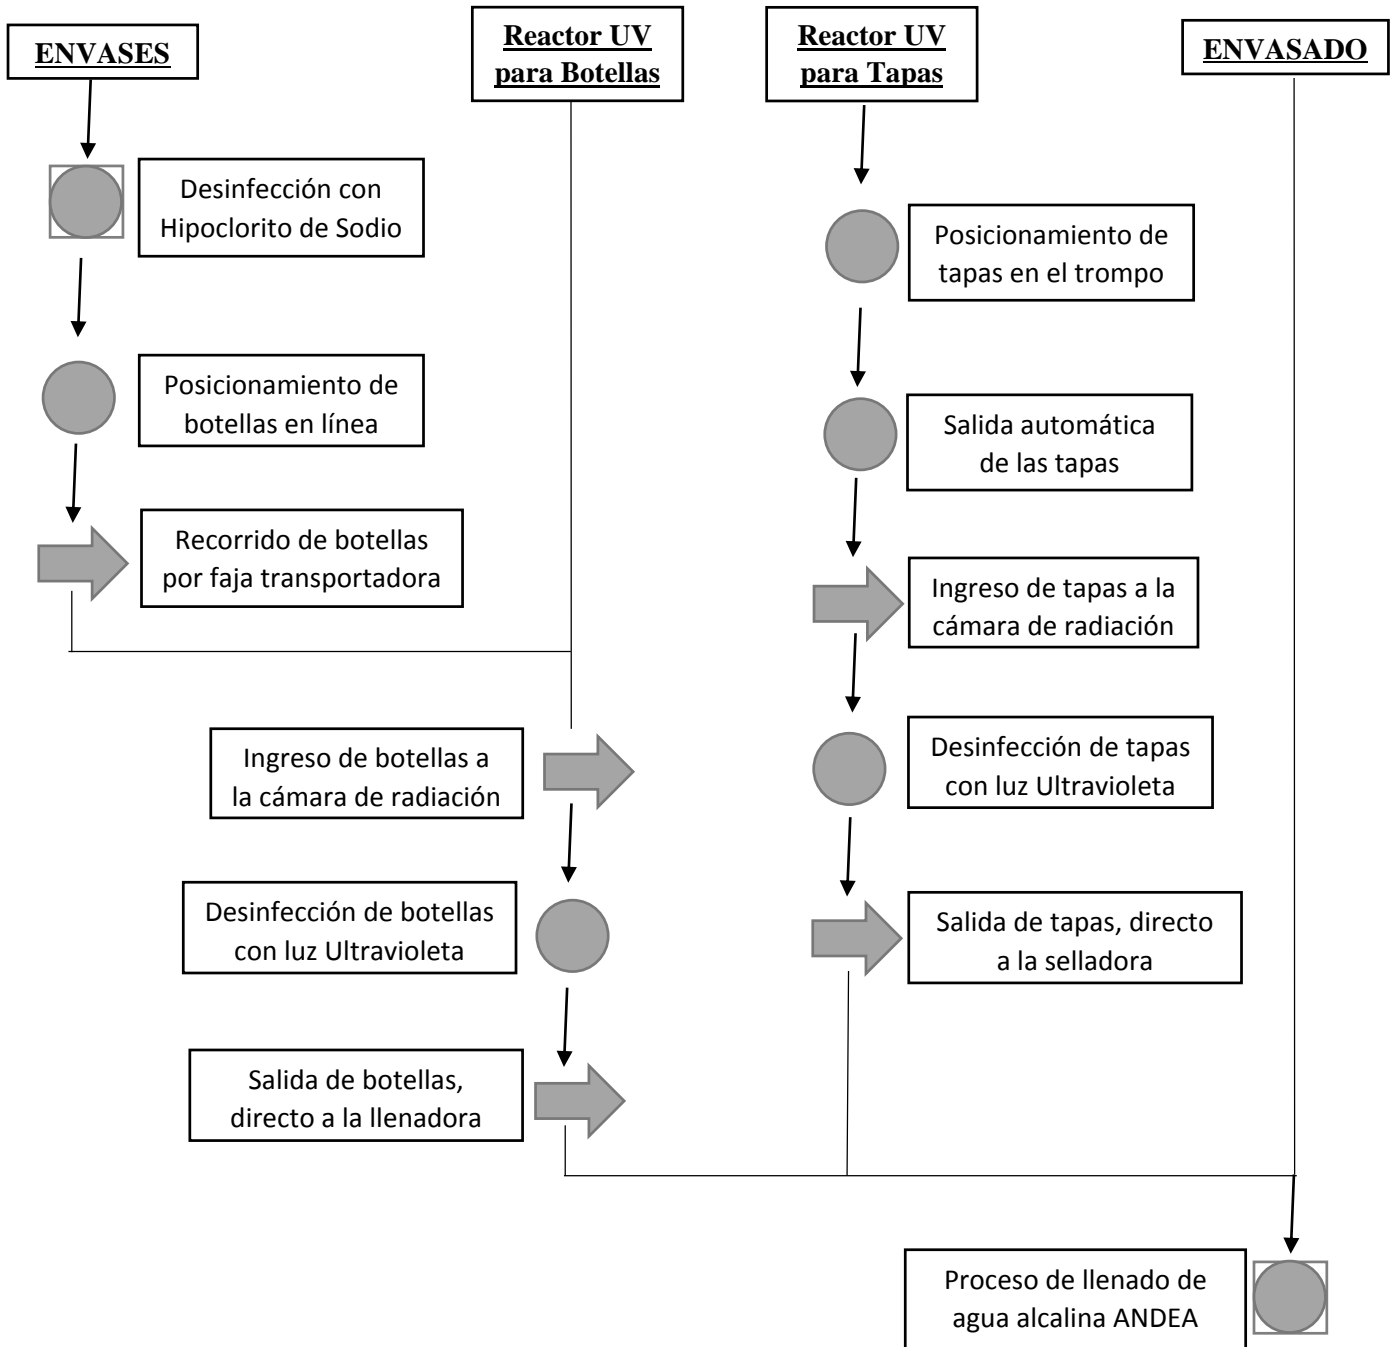 ENVASES
Reactor UV
para Botellas
Reactor UV
para Tapas
ENVASADO
Desinfección con
Hipoclorito de Sodio
Posicionamiento de
botellas en línea
Recorrido de botellas
por faja transportadora
Ingreso de botellas a
la cámara de radiación
Desinfección de botellas
con luz Ultravioleta
Salida de botellas,
directo a la llenadora
Posicionamiento de
tapas en el trompo
Salida automática
de las tapas
Ingreso de tapas a la
cámara de radiación
Desinfección de tapas
con luz Ultravioleta
Salida de tapas, directo
a la selladora
Proceso de llenado de
agua alcalina ANDEA